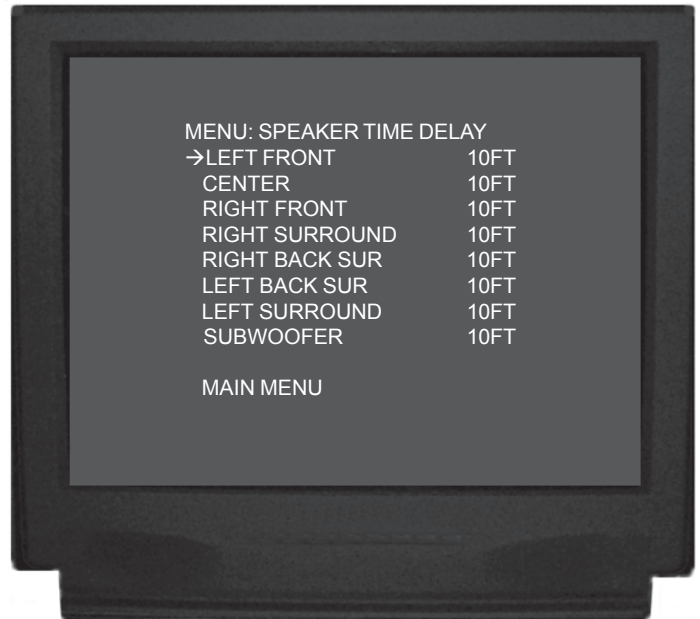 MENU: SPEAKER TIME DELAY
→LEFT FRONT 10FT
CENTER 10FT
RIGHT FRONT 10FT
RIGHT SURROUND 10FT
RIGHT BACK SUR 10FT
LEFT BACK SUR 10FT
LEFT SURROUND 10FT
SUBWOOFER 10FT
MAIN MENU